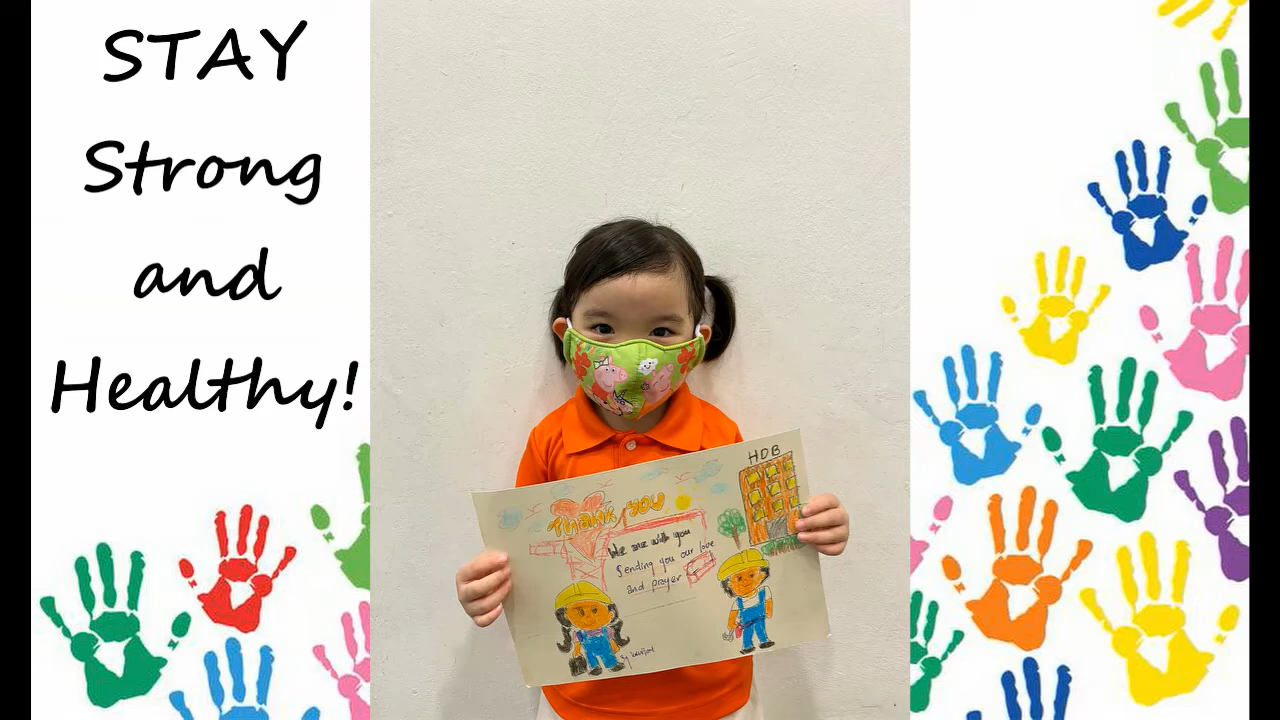 STAY
Strong
and
Healthy!
HDB
THANK YOU
We are with you
Sending you our love
and prayer